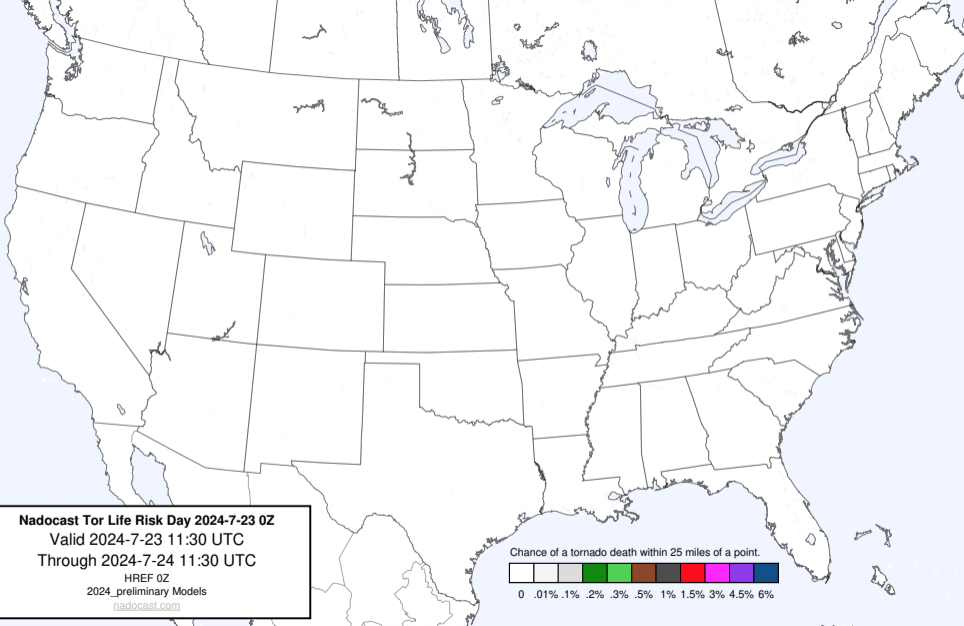 Nadocast Tor Life Risk Day 2024-7-23 0Z
Valid 2024-7-23 11:30 UTC
Through 2024-7-24 11:30 UTC
HREF 0Z
2024_preliminary Models
nadocast.com
Chance of a tornado death within 25 miles of a point.
0 .01% .1% .2% .3% .5% 1% 1.5% 3% 4.5% 6%